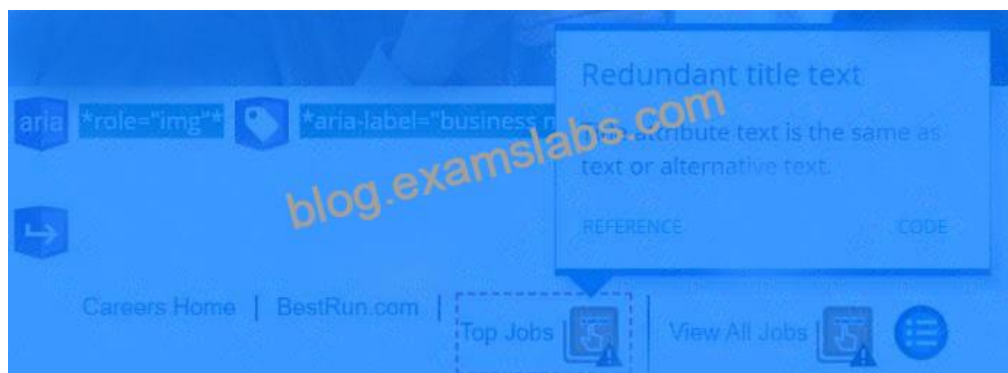 Redundant title text
aria *role="img"* *aria-label="business
Title attribute text is the same as
text or alternative text.
REFERENCE CODE
blog.examslabs.com
Careers Home | BestRun.com | Top Jobs | View All Jobs